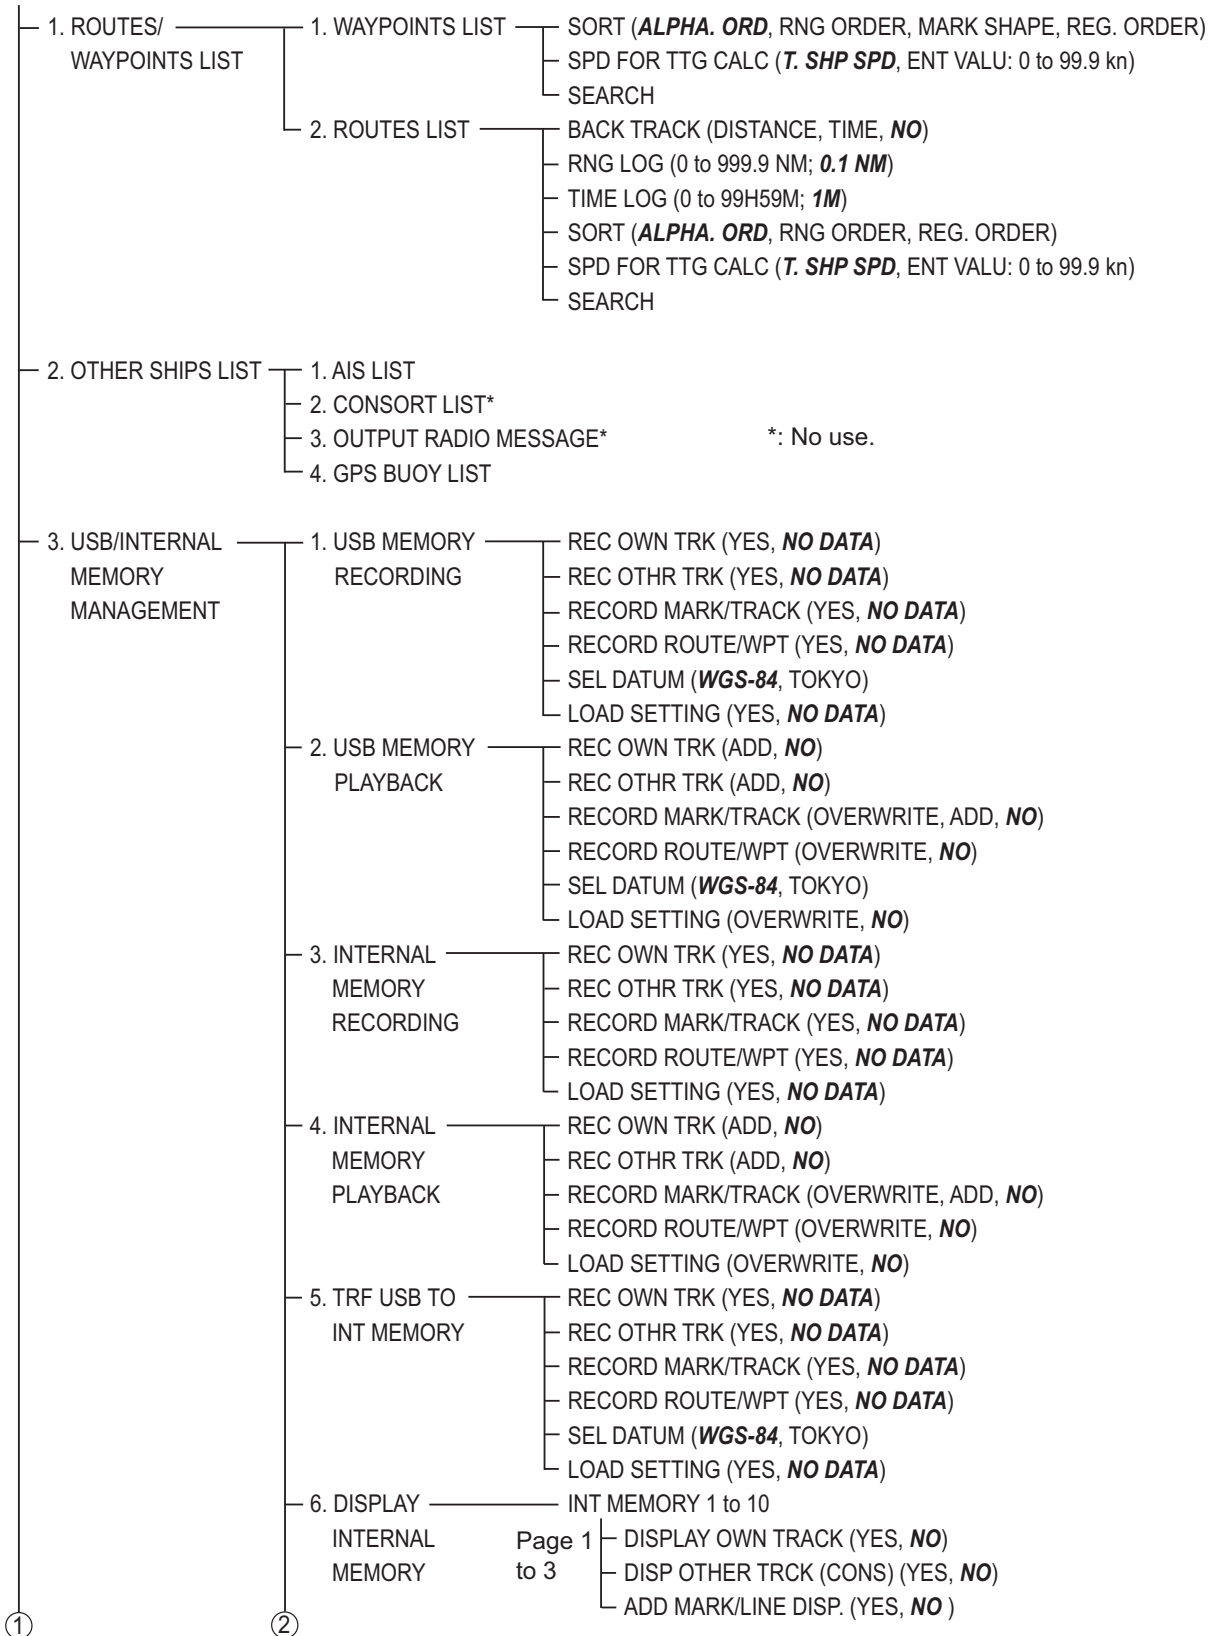 1. ROUTES/ 1. WAYPOINTS LIST SORT (ALPHA. ORD, RNG ORDER, MARK SHAPE, REG. ORDER)
WAYPOINTS LIST SPD FOR TTG CALC (T. SHP SPD, ENT VALU: 0 to 99.9 kn)
SEARCH
2. ROUTES LIST BACK TRACK (DISTANCE, TIME, NO)
RNG LOG (0 to 999.9 NM; 0.1 NM)
TIME LOG (0 to 99H59M; 1M)
SORT (ALPHA. ORD, RNG ORDER, REG. ORDER)
SPD FOR TTG CALC (T. SHP SPD, ENT VALU: 0 to 99.9 kn)
SEARCH
2. OTHER SHIPS LIST 1. AIS LIST
2. CONSORT LIST*
3. OUTPUT RADIO MESSAGE* *: No use.
4. GPS BUOY LIST
3. USB/INTERNAL 1. USB MEMORY REC OWN TRK (YES, NO DATA)
MEMORY RECORDING REC OTHR TRK (YES, NO DATA)
MANAGEMENT RECORD MARK/TRACK (YES, NO DATA)
RECORD ROUTE/WPT (YES, NO DATA)
SEL DATUM (WGS-84, TOKYO)
LOAD SETTING (YES, NO DATA)
2. USB MEMORY REC OWN TRK (ADD, NO)
PLAYBACK REC OTHR TRK (ADD, NO)
RECORD MARK/TRACK (OVERWRITE, ADD, NO)
RECORD ROUTE/WPT (OVERWRITE, NO)
SEL DATUM (WGS-84, TOKYO)
LOAD SETTING (OVERWRITE, NO)
3. INTERNAL REC OWN TRK (YES, NO DATA)
MEMORY REC OTHR TRK (YES, NO DATA)
RECORDING RECORD MARK/TRACK (YES, NO DATA)
RECORD ROUTE/WPT (YES, NO DATA)
LOAD SETTING (YES, NO DATA)
4. INTERNAL REC OWN TRK (ADD, NO)
MEMORY REC OTHR TRK (ADD, NO)
PLAYBACK RECORD MARK/TRACK (OVERWRITE, ADD, NO)
RECORD ROUTE/WPT (OVERWRITE, NO)
LOAD SETTING (OVERWRITE, NO)
5. TRF USB TO REC OWN TRK (YES, NO DATA)
INT MEMORY REC OTHR TRK (YES, NO DATA)
RECORD MARK/TRACK (YES, NO DATA)
RECORD ROUTE/WPT (YES, NO DATA)
SEL DATUM (WGS-84, TOKYO)
LOAD SETTING (YES, NO DATA)
6. DISPLAY INT MEMORY 1 to 10
INTERNAL Page 1 DISPLAY OWN TRACK (YES, NO)
MEMORY to 3 DISP OTHER TRCK (CONS) (YES, NO)
ADD MARK/LINE DISP. (YES, NO )
1 2